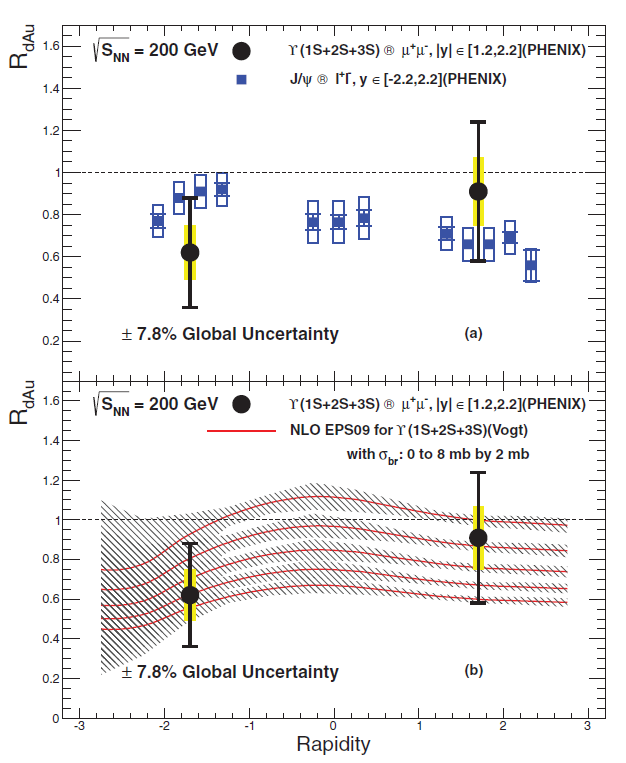 R_dAu
√S_NN = 200 GeV
ϒ(1S+2S+3S) ® μ⁺μ⁻, |y| ∈ [1.2,2.2](PHENIX)
J/ψ ® l⁺l⁻, y ∈ [-2.2,2.2](PHENIX)
1.6
1.4
1.2
1
0.8
0.6
0.4
0.2
± 7.8% Global Uncertainty
(a)
R_dAu
√S_NN = 200 GeV
ϒ(1S+2S+3S) ® μ⁺μ⁻, |y| ∈ [1.2,2.2](PHENIX)
NLO EPS09 for ϒ(1S+2S+3S)(Vogt)
with σ_br: 0 to 8 mb by 2 mb
1.6
1.4
1.2
1
0.8
0.6
0.4
0.2
0
± 7.8% Global Uncertainty
(b)
-3 -2 -1 0 1 2 3
Rapidity